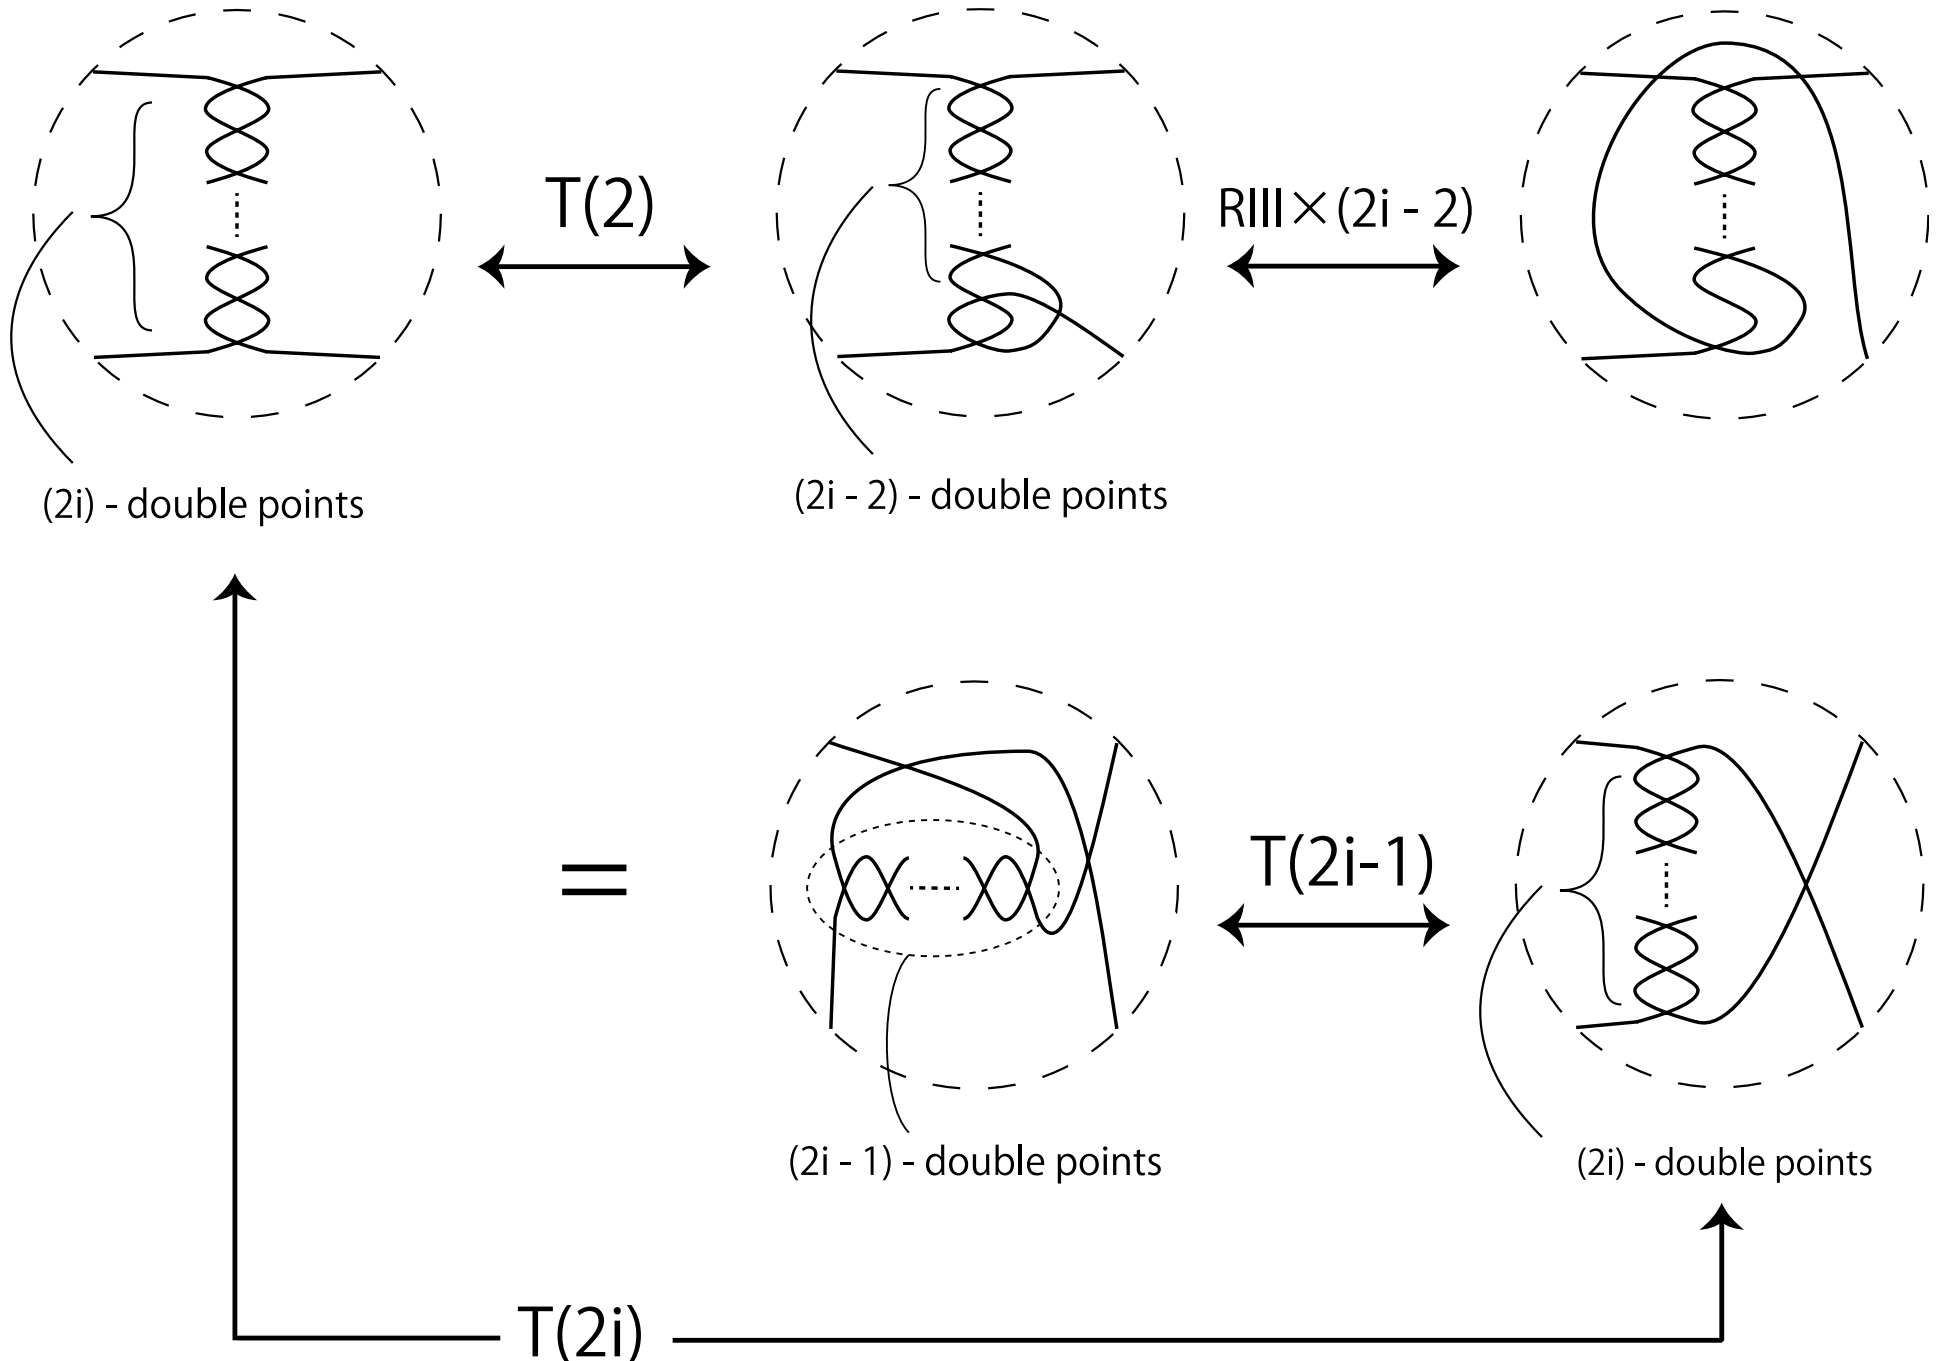 T(2)
RIII×(2i - 2)
(2i) - double points
(2i - 2) - double points
=
T(2i-1)
(2i - 1) - double points
(2i) - double points
T(2i)